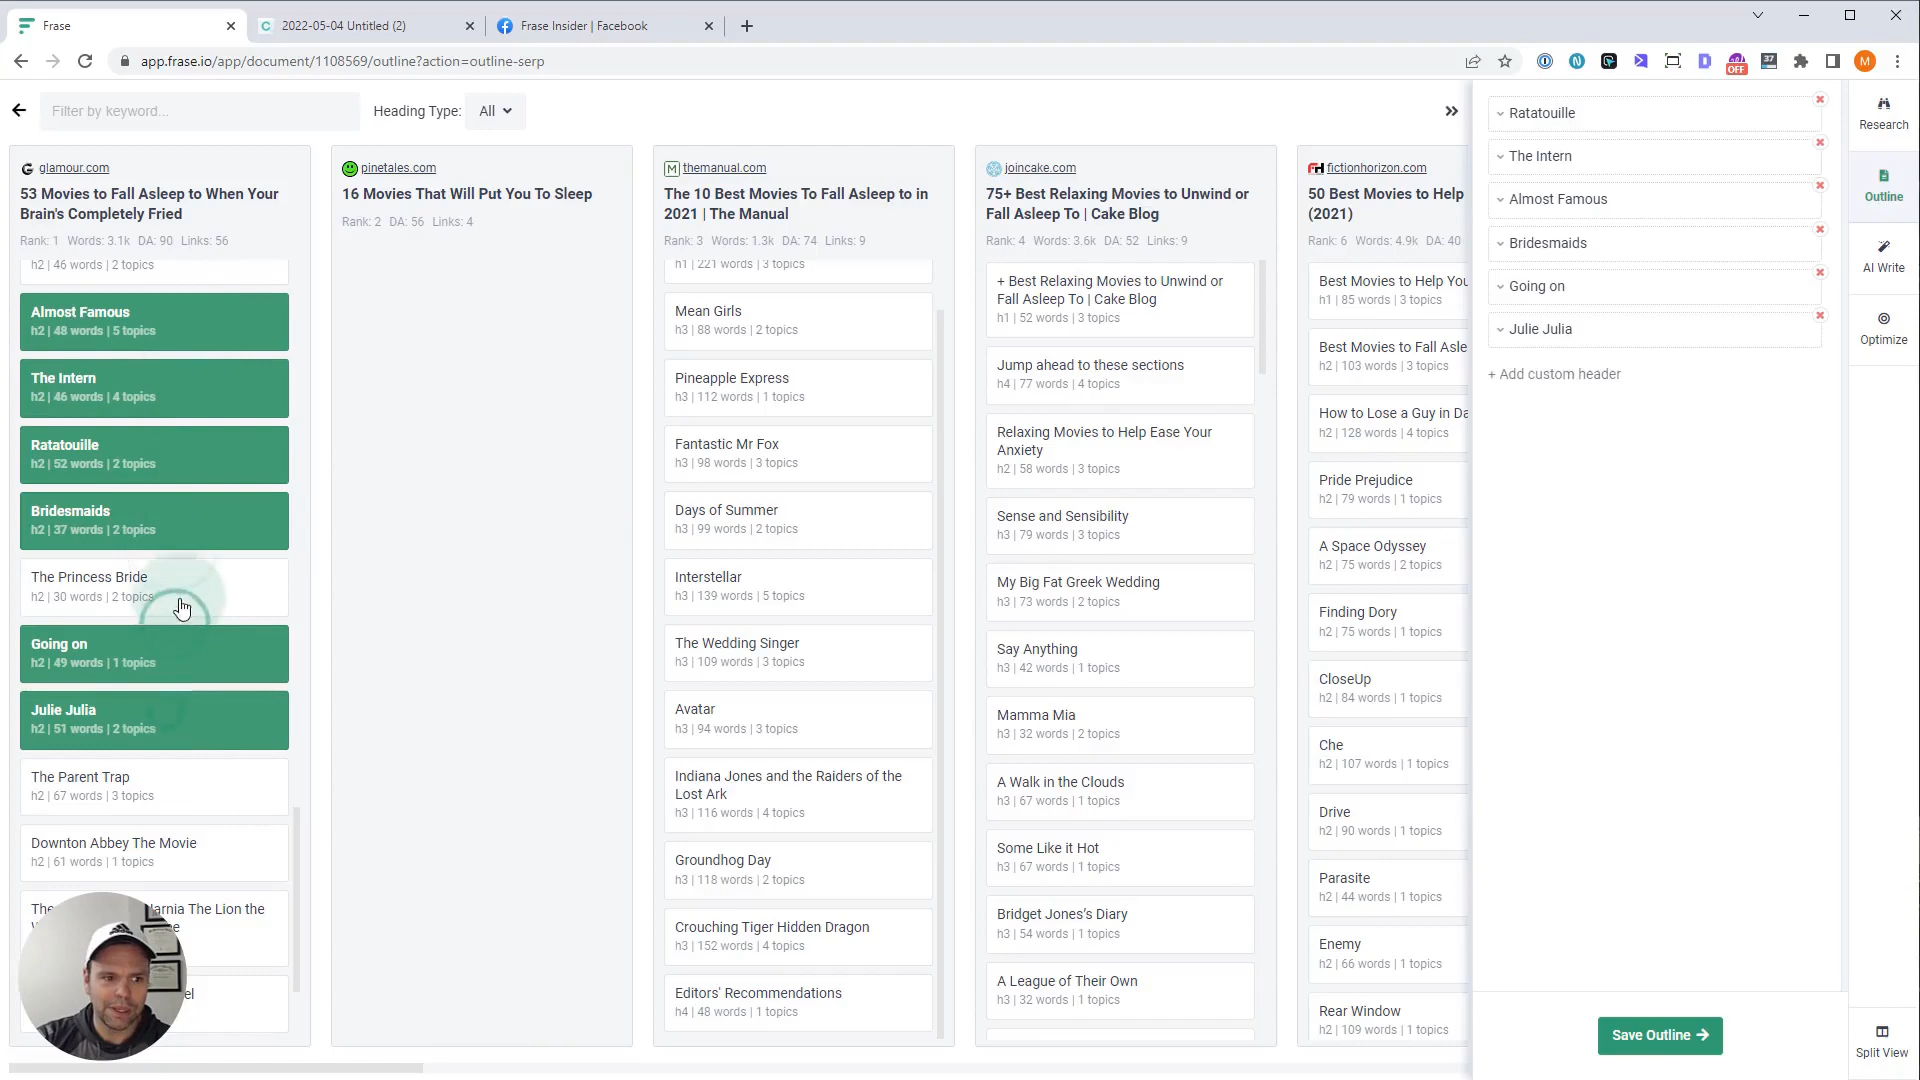 Frase
2022-05-04 Untitled (2)
Frase Insider | Facebook
app.frase.io/app/document/1108569/outline?action=outline-serp
OFF
37
M
Filter by keyword...
Heading Type:
All
glamour.com
53 Movies to Fall Asleep to When Your
Brain's Completely Fried
Rank: 1 Words: 3.1k DA: 90 Links: 56
h2 | 46 words | 2 topics
Almost Famous
h2 | 48 words | 5 topics
The Intern
h2 | 46 words | 4 topics
Ratatouille
h2 | 52 words | 2 topics
Bridesmaids
h2 | 37 words | 2 topics
The Princess Bride
h2 | 30 words | 2 topics
Going on
h2 | 49 words | 1 topics
Julie Julia
h2 | 51 words | 2 topics
The Parent Trap
h2 | 67 words | 3 topics
Downton Abbey The Movie
h2 | 61 words | 1 topics
The Lion the
pinetales.com
16 Movies That Will Put You To Sleep
Rank: 2 DA: 56 Links: 4
M
themanual.com
The 10 Best Movies To Fall Asleep to in
2021 | The Manual
Rank: 3 Words: 1.3k DA: 74 Links: 9
h1 | 221 words | 3 topics
Mean Girls
h3 | 88 words | 2 topics
Pineapple Express
h3 | 112 words | 1 topics
Fantastic Mr Fox
h3 | 98 words | 3 topics
Days of Summer
h3 | 99 words | 2 topics
Interstellar
h3 | 139 words | 5 topics
The Wedding Singer
h3 | 109 words | 3 topics
Avatar
h3 | 94 words | 3 topics
Indiana Jones and the Raiders of the
Lost Ark
h3 | 116 words | 4 topics
Groundhog Day
h3 | 118 words | 2 topics
Crouching Tiger Hidden Dragon
h3 | 152 words | 4 topics
Editors' Recommendations
h4 | 48 words | 1 topics
joincake.com
75+ Best Relaxing Movies to Unwind or
Fall Asleep To | Cake Blog
Rank: 4 Words: 3.6k DA: 52 Links: 9
+ Best Relaxing Movies to Unwind or
Fall Asleep To | Cake Blog
h1 | 52 words | 3 topics
Jump ahead to these sections
h4 | 77 words | 4 topics
Relaxing Movies to Help Ease Your
Anxiety
h2 | 58 words | 3 topics
Sense and Sensibility
h3 | 79 words | 3 topics
My Big Fat Greek Wedding
h3 | 73 words | 2 topics
Say Anything
h3 | 42 words | 1 topics
Mamma Mia
h3 | 32 words | 2 topics
A Walk in the Clouds
h3 | 67 words | 1 topics
Some Like it Hot
h3 | 67 words | 1 topics
Bridget Jones's Diary
h3 | 54 words | 1 topics
A League of Their Own
h3 | 32 words | 1 topics
fictionhorizon.com
50 Best Movies to Help
(2021)
Rank: 6 Words: 4.9k DA: 40
Best Movies to Help You
h1 | 85 words | 3 topics
Best Movies to Fall Asle
h2 | 103 words | 3 topics
How to Lose a Guy in Da
h2 | 128 words | 4 topics
Pride Prejudice
h2 | 79 words | 1 topics
A Space Odyssey
h2 | 75 words | 2 topics
Finding Dory
h2 | 75 words | 1 topics
CloseUp
h2 | 84 words | 1 topics
Che
h2 | 107 words | 1 topics
Drive
h2 | 90 words | 1 topics
Parasite
h2 | 44 words | 1 topics
Enemy
h2 | 66 words | 1 topics
Rear Window
h2 | 109 words | 1 topics
Ratatouille
The Intern
Almost Famous
Bridesmaids
Going on
Julie Julia
+ Add custom header
Save Outline
Research
Outline
AI Write
Optimize
Split View